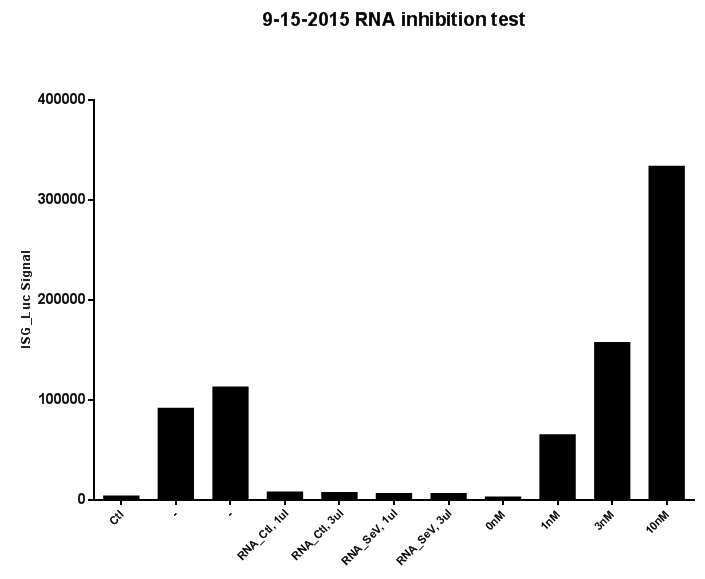 9-15-2015 RNA inhibition test
ISG_Luc Signal
400000
300000
200000
100000
0
Ctl
-
-
RNA_Ctl, 1ul
RNA_Ctl, 3ul
RNA_SeV, 1ul
RNA_SeV, 3ul
0nM
1nM
3nM
10nM